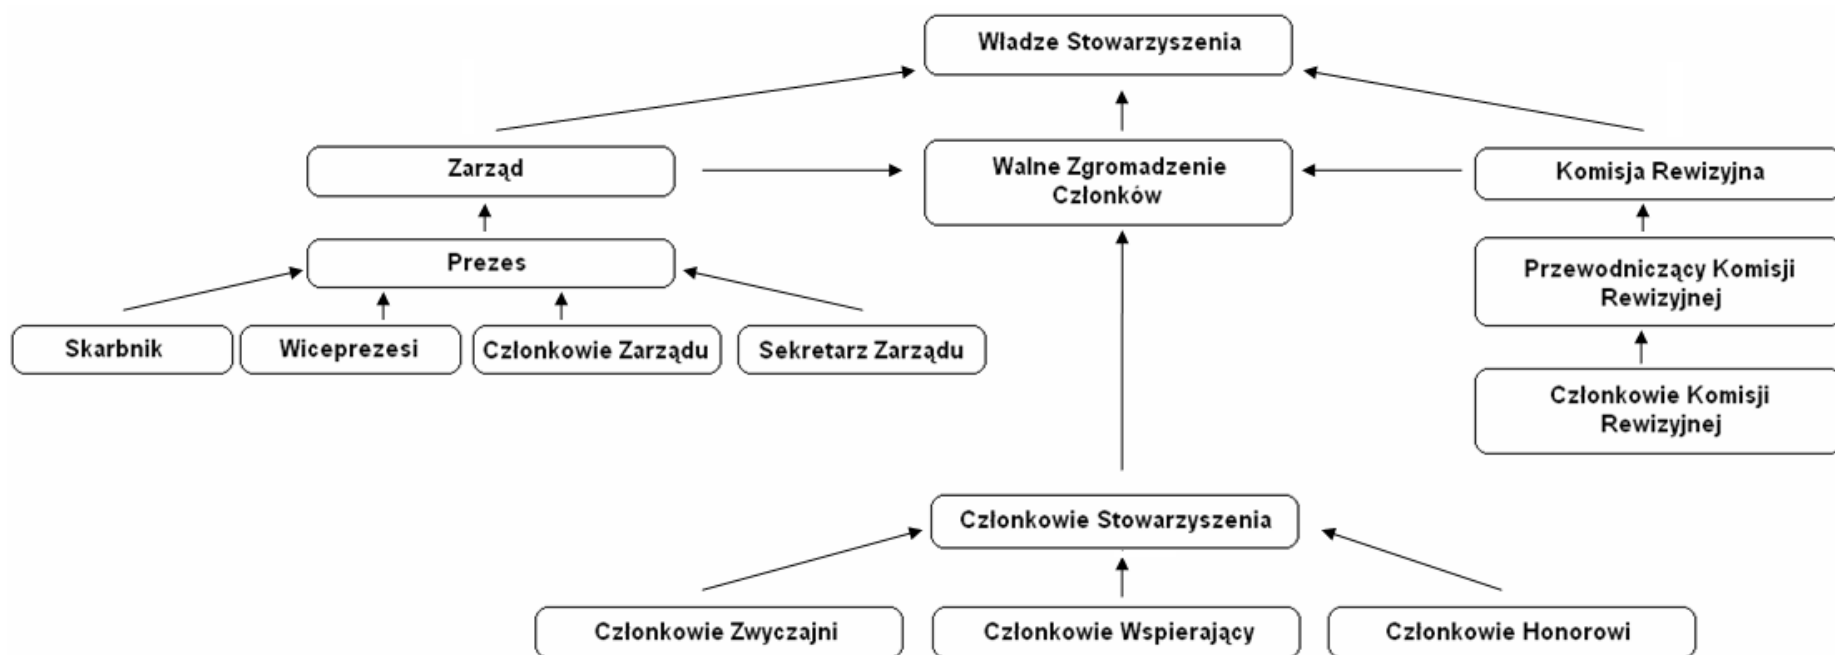 Władze Stowarzyszenia
Zarząd
Walne Zgromadzenie
Członków
Komisja Rewizyjna
Prezes
Przewodniczący Komisji
Rewizyjnej
Skarbnik
Wiceprezesi
Członkowie Zarządu
Sekretarz Zarządu
Członkowie Komisji
Rewizyjnej
Członkowie Stowarzyszenia
Członkowie Zwyczajni
Członkowie Wspierający
Członkowie Honorowi